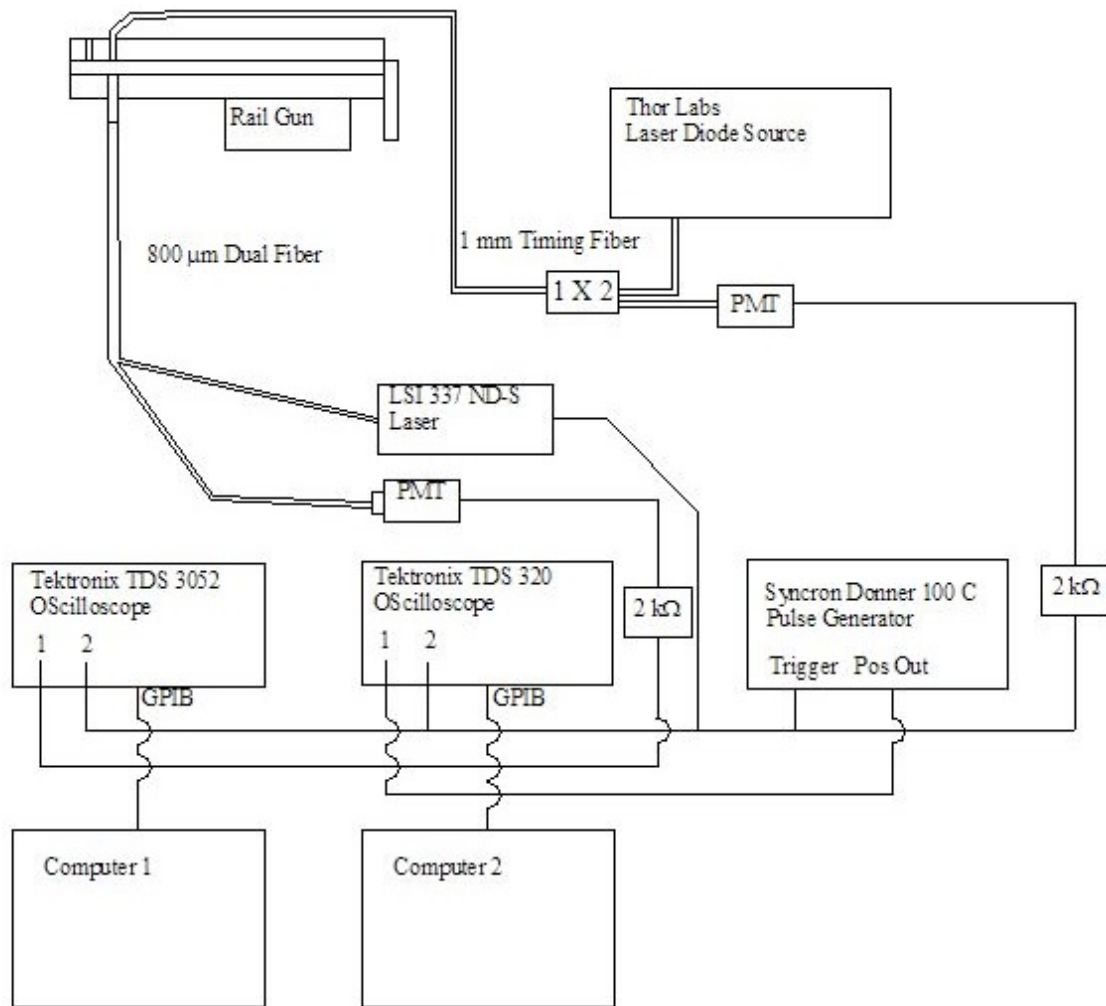 Rail Gun
Thor Labs
Laser Diode Source
800 μm Dual Fiber
1 mm Timing Fiber
1 X 2
PMT
LSI 337 ND-S
Laser
PMT
Tektronix TDS 3052
OScilloscope
1 2
GPIB
Tektronix TDS 320
OScilloscope
1 2
GPIB
2 kΩ
Syncron Donner 100 C
Pulse Generator
Trigger Pos Out
2 kΩ
Computer 1
Computer 2